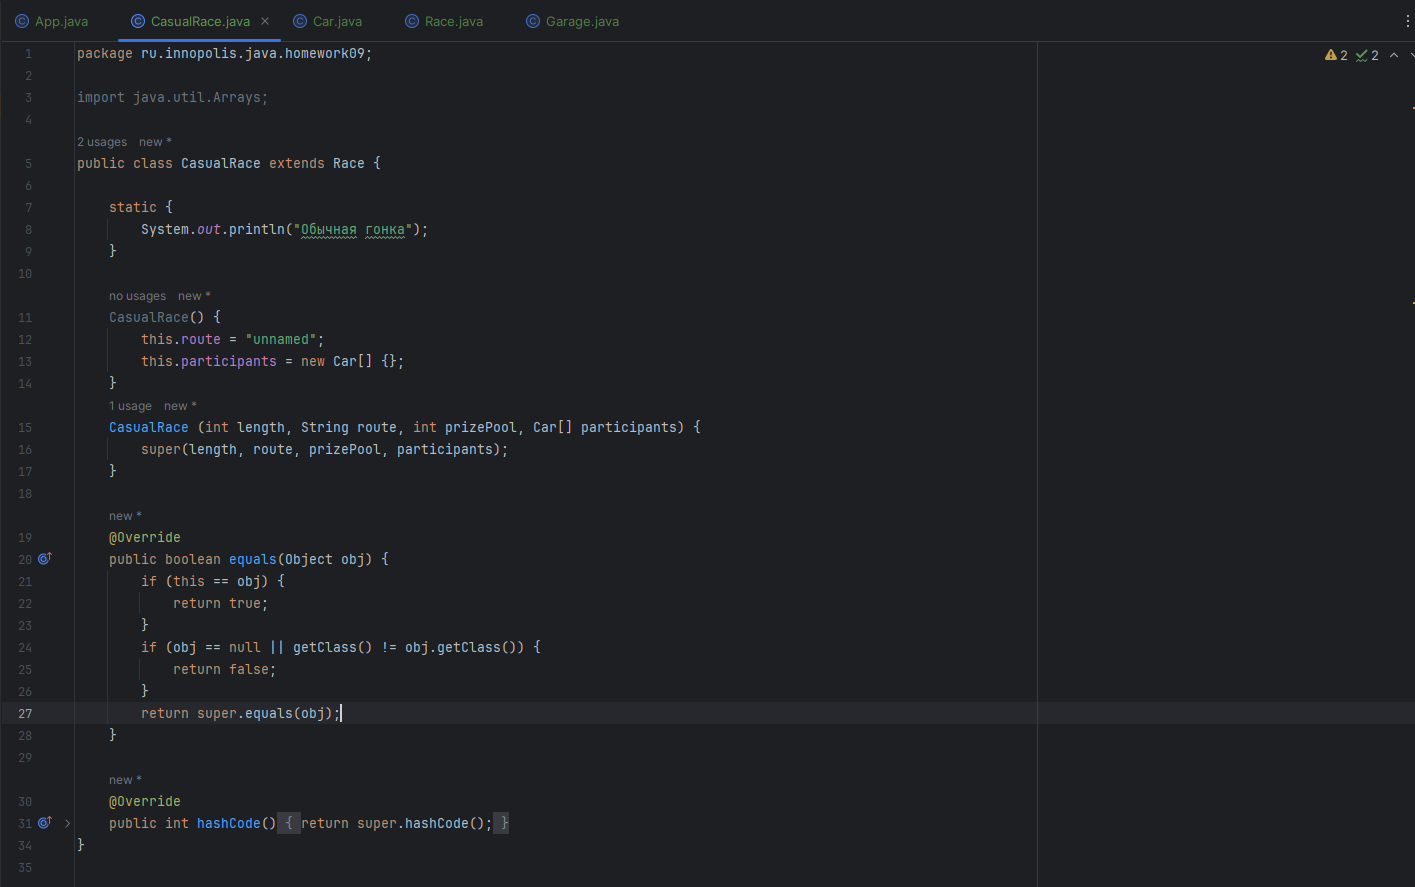 App.java CasualRace.java Car.java Race.java Garage.java
1 package ru.innopolis.java.homework09; 2 2
2
3 import java.util.Arrays;
4
2 usages new *
5 public class CasualRace extends Race {
6
7 static {
8 System.out.println("Обычная гонка");
9 }
10
no usages new *
11 CasualRace() {
12 this.route = "unnamed";
13 this.participants = new Car[] {};
14 }
1 usage new *
15 CasualRace (int length, String route, int prizePool, Car[] participants) {
16 super(length, route, prizePool, participants);
17 }
18
new *
19 @Override
20 public boolean equals(Object obj) {
21 if (this == obj) {
22 return true;
23 }
24 if (obj == null || getClass() != obj.getClass()) {
25 return false;
26 }
27 return super.equals(obj);
28 }
29
new *
30 @Override
31 public int hashCode() { return super.hashCode(); }
34 }
35